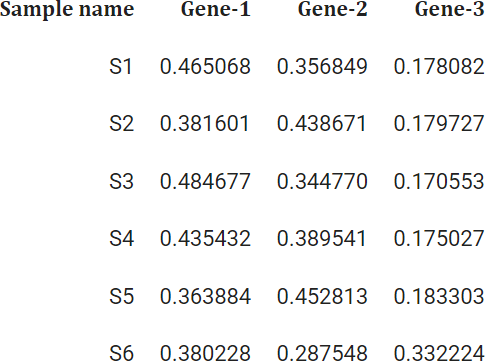 Sample name Gene-1 Gene-2 Gene-3
S1 0.465068 0.356849 0.178082
S2 0.381601 0.438671 0.179727
S3 0.484677 0.344770 0.170553
S4 0.435432 0.389541 0.175027
S5 0.363884 0.452813 0.183303
S6 0.380228 0.287548 0.332224